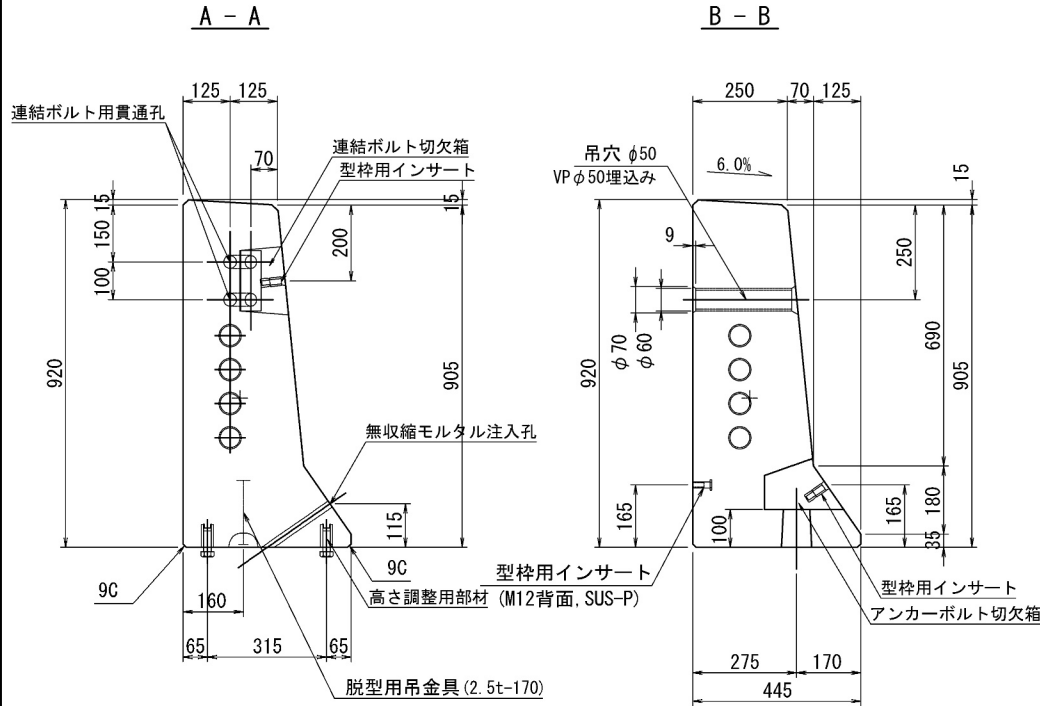 A - A
125
125
連結ボルト用貫通孔
70
連結ボルト切欠箱
型枠用インサート
15
150
100
920
200
15
905
無収縮モルタル注入孔
115
9C
9C
高さ調整用部材
160
65
315
65
脱型用吊金具(2.5t-170)
B - B
250
70
125
吊穴 φ50
VPφ50埋込み
6.0%
15
9
250
φ70
φ60
920
690
905
165
100
165
180
35
型枠用インサート
(M12背面,SUS-P)
型枠用インサート
アンカーボルト切欠箱
275
170
445